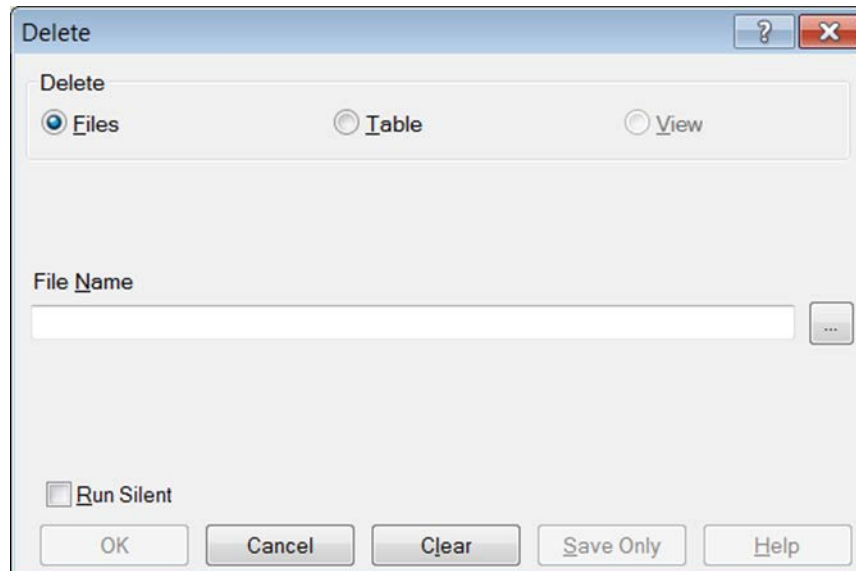 Delete
Delete
Files Table View
File Name
...
Run Silent
OK Cancel Clear Save Only Help